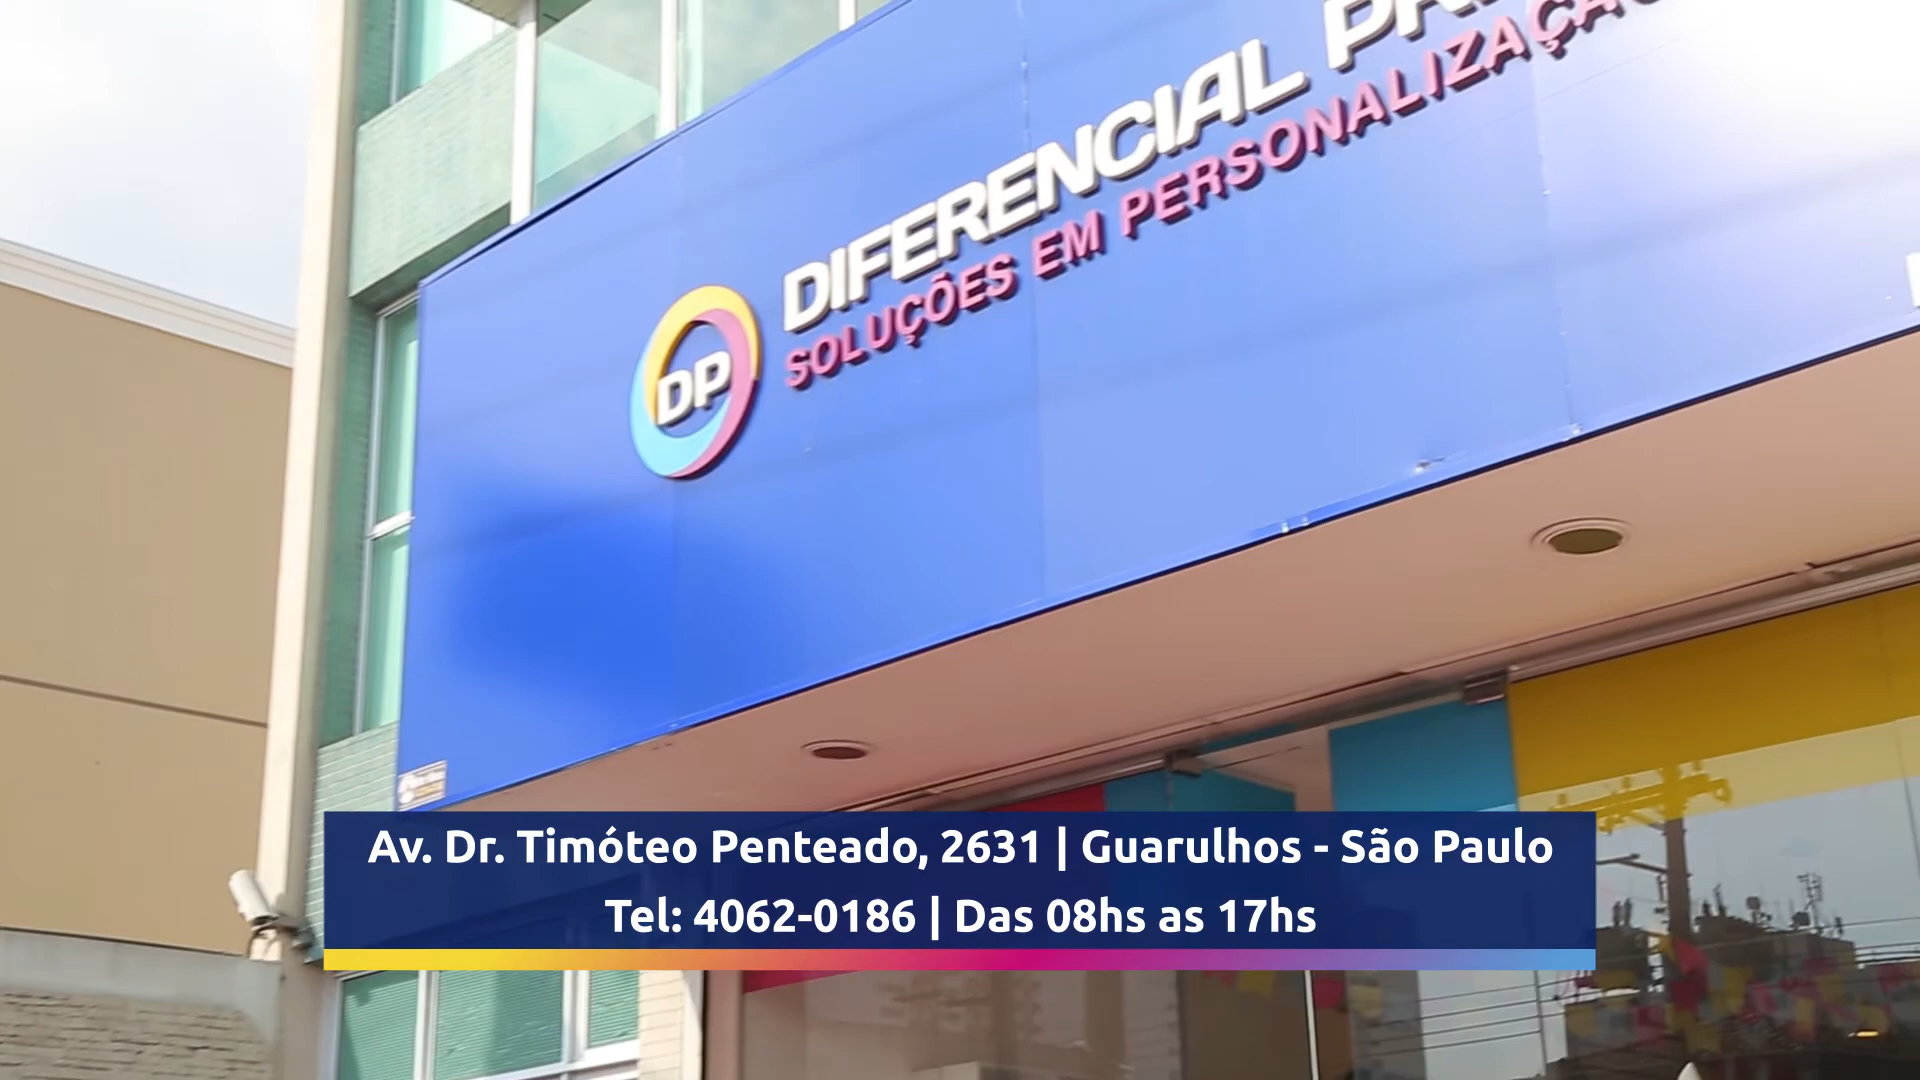 DIFERENCIAL
SOLUÇÕES EM PERSONALIZAÇÃO
DP
Av. Dr. Timóteo Penteado, 2631 | Guarulhos - São Paulo
Tel: 4062-0186 | Das 08hs as 17hs